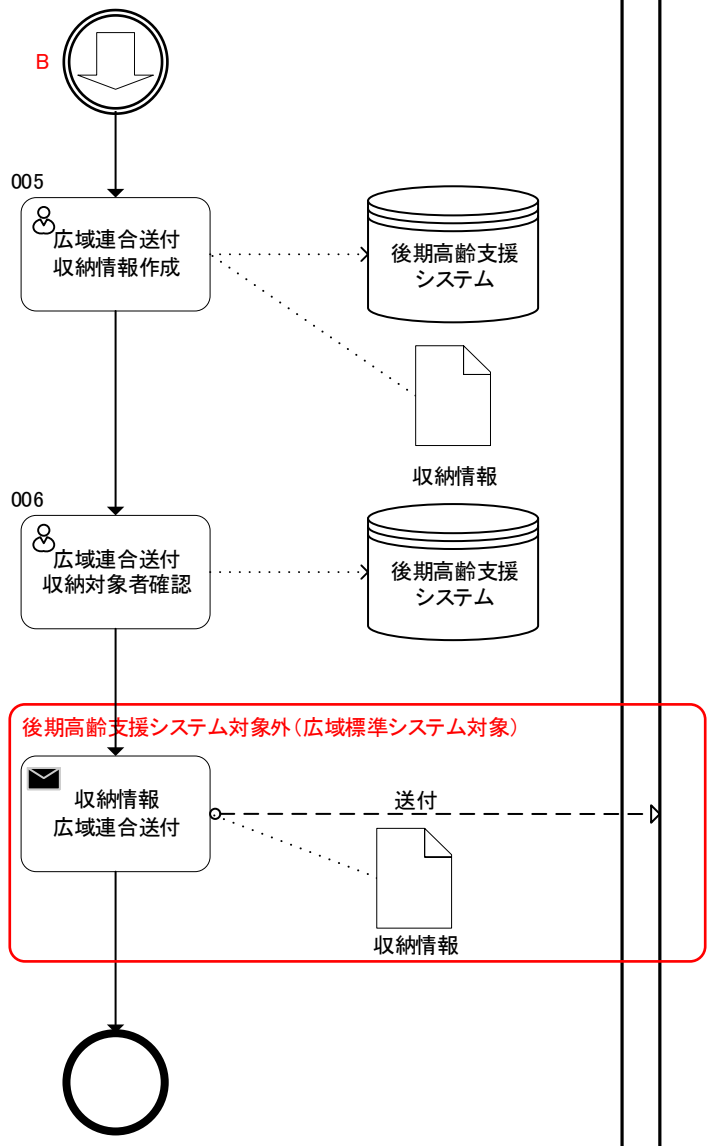 B
005
広域連合送付
収納情報作成
後期高齢支援
システム
収納情報
006
広域連合送付
収納対象者確認
後期高齢支援
システム
後期高齢支援システム対象外（広域標準システム対象）
収納情報
広域連合送付
送付
収納情報